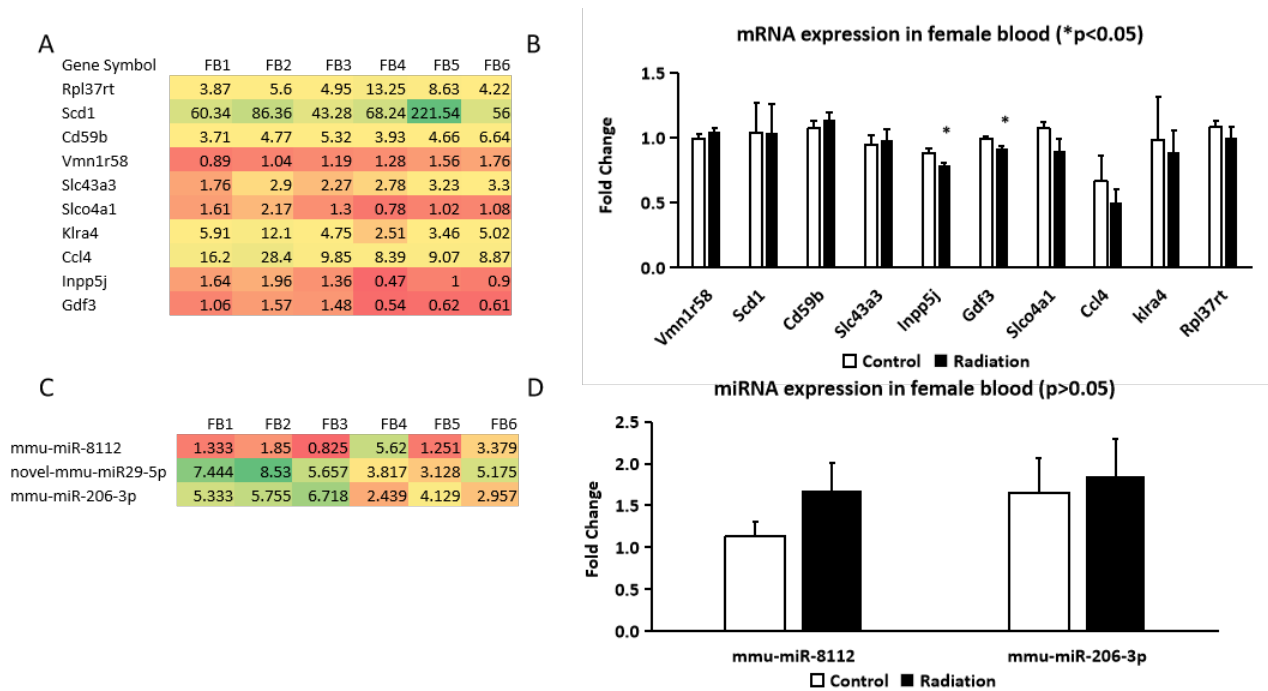 A
Gene Symbol FB1 FB2 FB3 FB4 FB5 FB6
Rpl37rt 3.87 5.6 4.95 13.25 8.63 4.22
Scd1 60.34 86.36 43.28 68.24 221.54 56
Cd59b 3.71 4.77 5.32 3.93 4.66 6.64
Vmn1r58 0.89 1.04 1.19 1.28 1.56 1.76
Slc43a3 1.76 2.9 2.27 2.78 3.23 3.3
Slco4a1 1.61 2.17 1.3 0.78 1.02 1.08
Klra4 5.91 12.1 4.75 2.51 3.46 5.02
Ccl4 16.2 28.4 9.85 8.39 9.07 8.87
Inpp5j 1.64 1.96 1.36 0.47 1 0.9
Gdf3 1.06 1.57 1.48 0.54 0.62 0.61
B
mRNA expression in female blood (*p<0.05)
Fold Change
1.5
1.0
0.5
0.0
* *
Vmn1r58 Scd1 Cd59b Slc43a3 Inpp5j Gdf3 Slco4a1 Ccl4 klra4 Rpl37rt
Control Radiation
C
FB1 FB2 FB3 FB4 FB5 FB6
mmu-miR-8112 1.333 1.85 0.825 5.62 1.251 3.379
novel-mmu-miR29-5p 7.444 8.53 5.657 3.817 3.128 5.175
mmu-miR-206-3p 5.333 5.755 6.718 2.439 4.129 2.957
D
miRNA expression in female blood (p>0.05)
Fold Change
2.5
2.0
1.5
1.0
0.5
0.0
mmu-miR-8112 mmu-miR-206-3p
Control Radiation